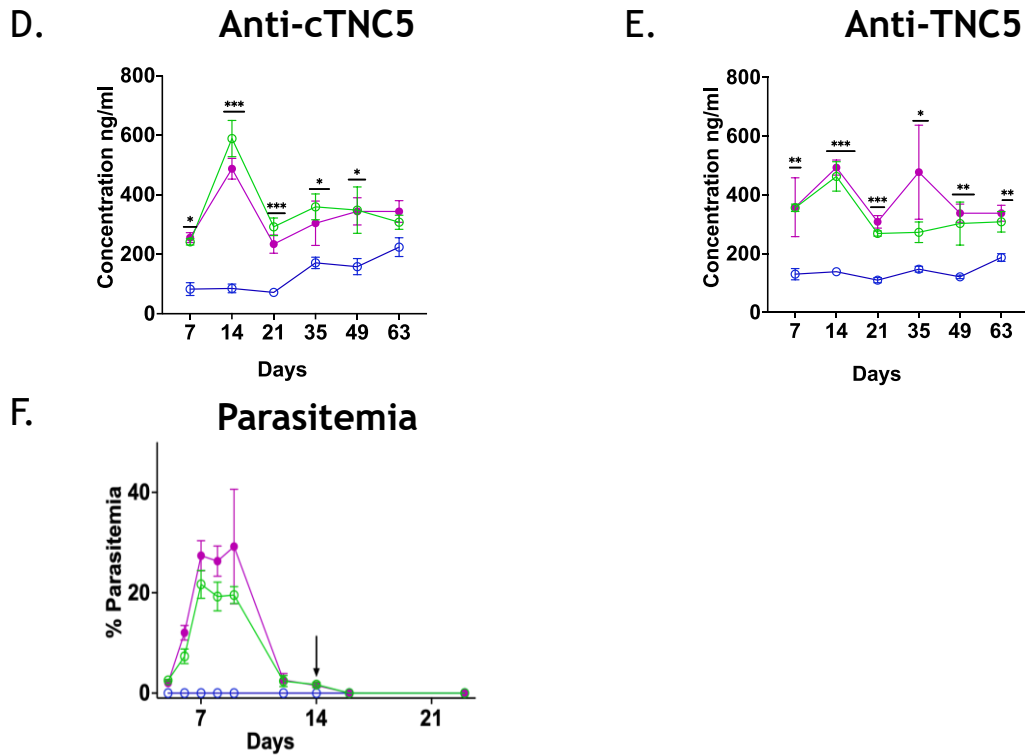 D.
Anti-cTNC5
Concentration ng/ml
800
600
400
200
0
***
*
***
*
*
7 14 21 35 49 63
Days
E.
Anti-TNC5
Concentration ng/ml
800
600
400
200
0
**
***
***
*
**
**
7 14 21 35 49 63
Days
F.
Parasitemia
% Parasitemia
40
20
0
7 14 21
Days